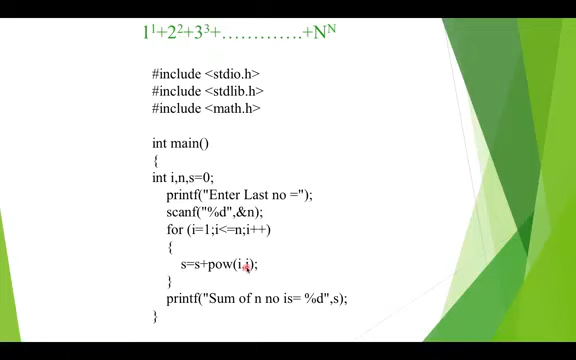 1¹+2²+3³+………….+Nᴺ
#include <stdio.h>
#include <stdlib.h>
#include <math.h>
int main()
{
int i,n,s=0;
printf("Enter Last no =");
scanf("%d",&n);
for (i=1;i<=n;i++)
{
s=s+pow(i,i);
}
printf("Sum of n no is= %d",s);
}